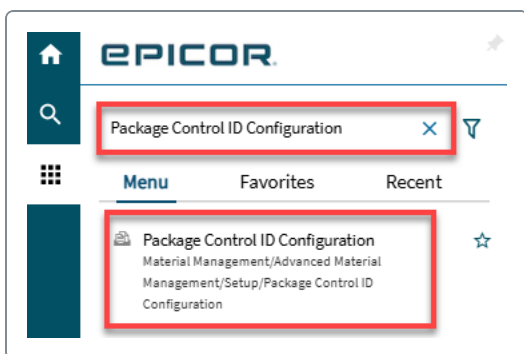 EPICOR.
Package Control ID Configuration
Menu Favorites Recent
Package Control ID Configuration
Material Management/Advanced Material
Management/Setup/Package Control ID
Configuration